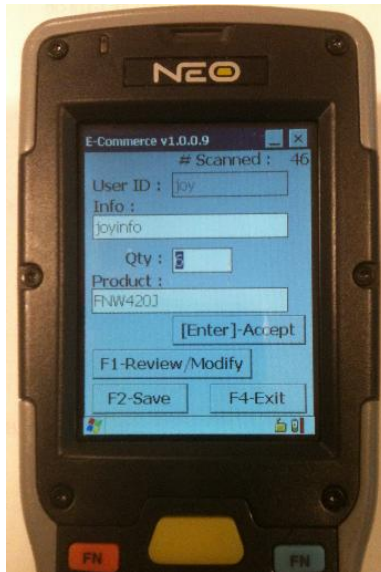 NEO
E-Commerce v1.0.0.9
# Scanned : 46
User ID : joy
Info :
joyinfo
Qty : 6
Product :
FNW420J
[Enter]-Accept
F1-Review/Modify
F2-Save F4-Exit
FN FN